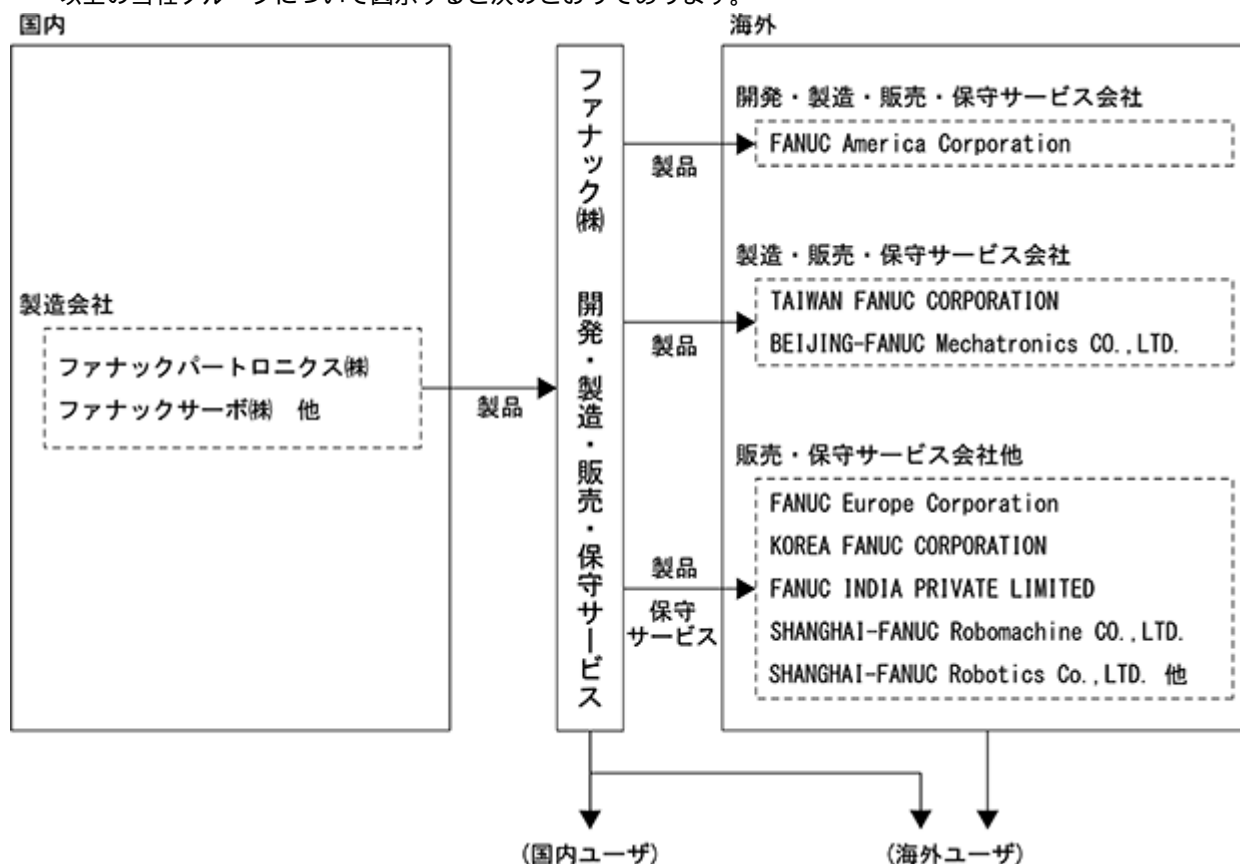 以上の当社グループについて図示すると次のとおりであります。
国内
海外
製造会社
ファナックパートロニクス㈱
ファナックサーボ㈱ 他
製品
ファナック㈱ 開発・製造・販売・保守サービス
開発・製造・販売・保守サービス会社
FANUC America Corporation
製品
製造・販売・保守サービス会社
TAIWAN FANUC CORPORATION
BEIJING-FANUC Mechatronics CO.,LTD.
製品
販売・保守サービス会社他
FANUC Europe Corporation
KOREA FANUC CORPORATION
FANUC INDIA PRIVATE LIMITED
SHANGHAI-FANUC Robomachine CO.,LTD.
SHANGHAI-FANUC Robotics Co.,LTD. 他
製品
保守
サービス
(国内ユーザ)
(海外ユーザ)